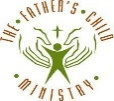 THE • FATHER'S • CHILD
• MINISTRY •